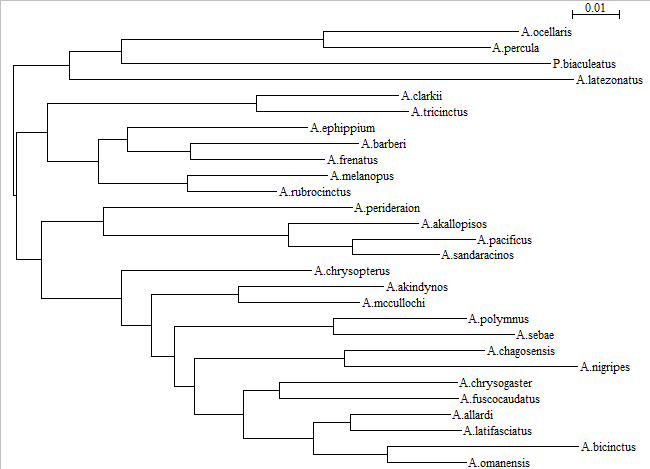 0.01
A.ocellaris
A.percula
P.biaculeatus
A.latezonatus
A.clarkii
A.tricinctus
A.ephippium
A.barberi
A.frenatus
A.melanopus
A.rubrocinctus
A.perideraion
A.akallopisos
A.pacificus
A.sandaracinos
A.chrysopterus
A.akindynos
A.mccullochi
A.polymnus
A.sebae
A.chagosensis
A.nigripes
A.chrysogaster
A.fuscocaudatus
A.allardi
A.latifasciatus
A.bicinctus
A.omanensis